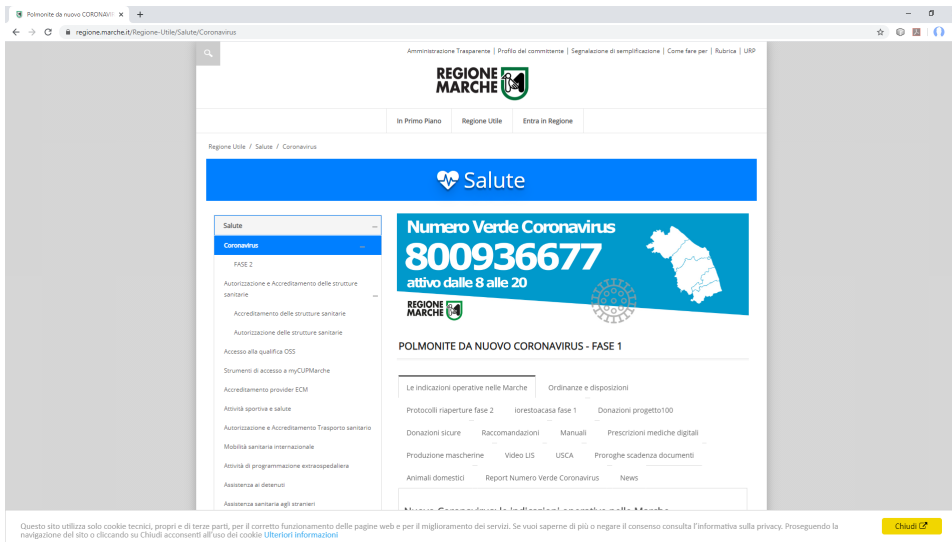 Polmonite da nuovo CORONAVI
regione.marche.it/Regione-Utile/Salute/Coronavirus
Amministrazione Trasparente | Profilo del committente | Segnalazione di semplificazione | Come fare per | Rubrica | URP
REGIONE
MARCHE
In Primo Piano
Regione Utile
Entra in Regione
Regione Utile / Salute / Coronavirus
Salute
Salute
Coronavirus
FASE 2
Autorizzazione e Accreditamento delle strutture
sanitarie
Accreditamento delle strutture sanitarie
Autorizzazione delle strutture sanitarie
Accesso alla qualifica OSS
Strumenti di accesso a myCUPMarche
Accreditamento provider ECM
Attività sportiva e salute
Autorizzazione e Accreditamento Trasporto sanitario
Mobilità sanitaria internazionale
Attività di programmazione extraospedaliera
Assistenza ai detenuti
Assistenza sanitaria agli stranieri
Numero Verde Coronavirus
800936677
attivo dalle 8 alle 20
REGIONE
MARCHE
POLMONITE DA NUOVO CORONAVIRUS - FASE 1
Le indicazioni operative nelle Marche Ordinanze e disposizioni
Protocolli riaperture fase 2 iorestoacasa fase 1 Donazioni progetto100
Donazioni sicure Raccomandazioni Manuali Prescrizioni mediche digitali
Produzione mascherine Video LIS USCA Proroghe scadenza documenti
Animali domestici Report Numero Verde Coronavirus News
Nuovo Coronavirus: le indicazioni operative nelle Marche
Questo sito utilizza solo cookie tecnici, propri e di terze parti, per il corretto funzionamento delle pagine web e per il miglioramento dei servizi. Se vuoi saperne di più o negare il consenso consulta l'informativa sulla privacy. Proseguendo la
navigazione del sito o cliccando su Chiudi acconsenti all'uso dei cookie Ulteriori informazioni
Chiudi